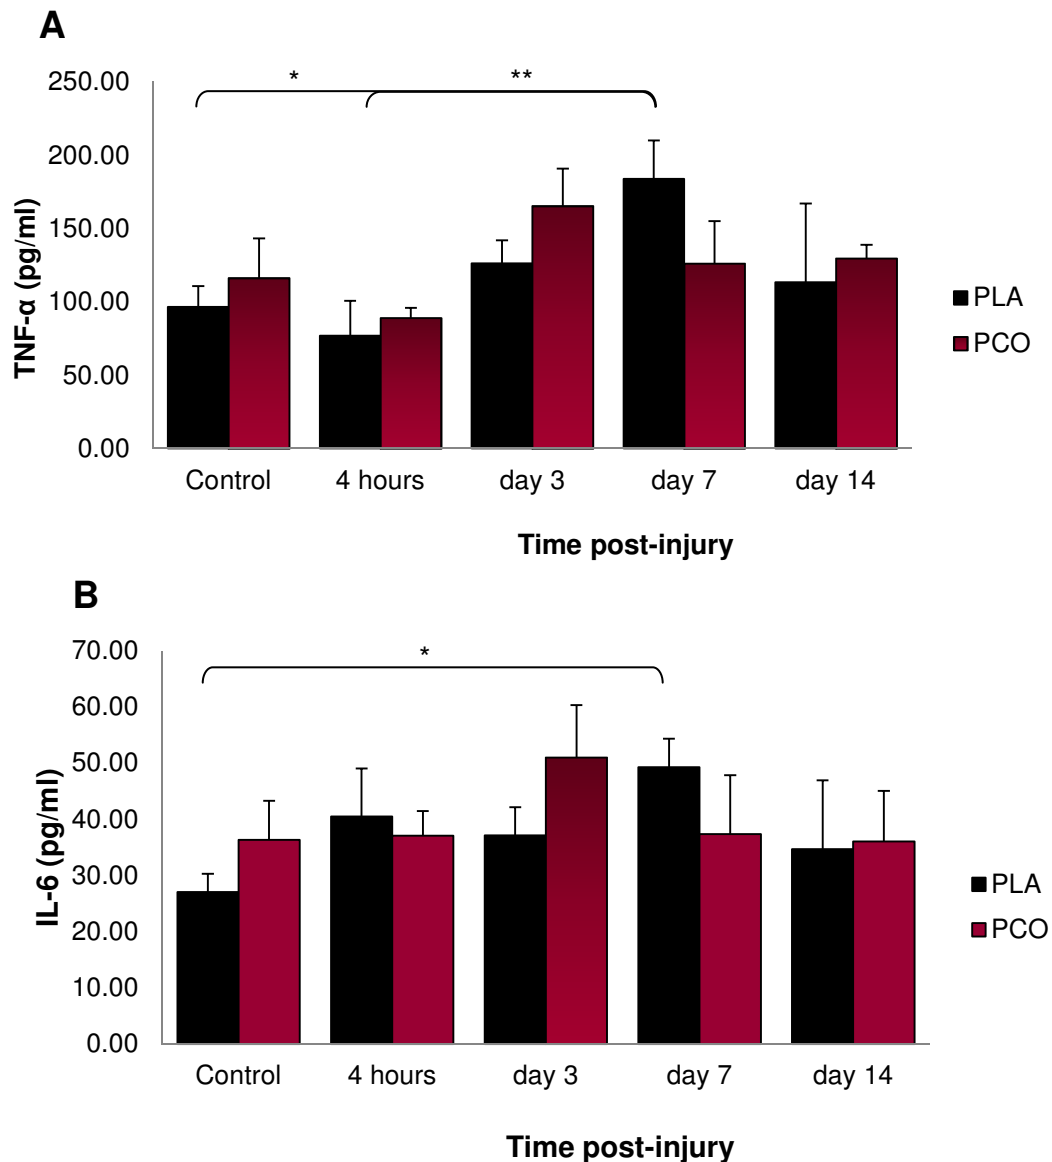 A
* **
250.00
200.00
150.00
100.00
50.00
0.00
TNF-α (pg/ml)
Control 4 hours day 3 day 7 day 14
Time post-injury
PLA
PCO
B
*
70.00
60.00
50.00
40.00
30.00
20.00
10.00
0.00
IL-6 (pg/ml)
Control 4 hours day 3 day 7 day 14
Time post-injury
PLA
PCO